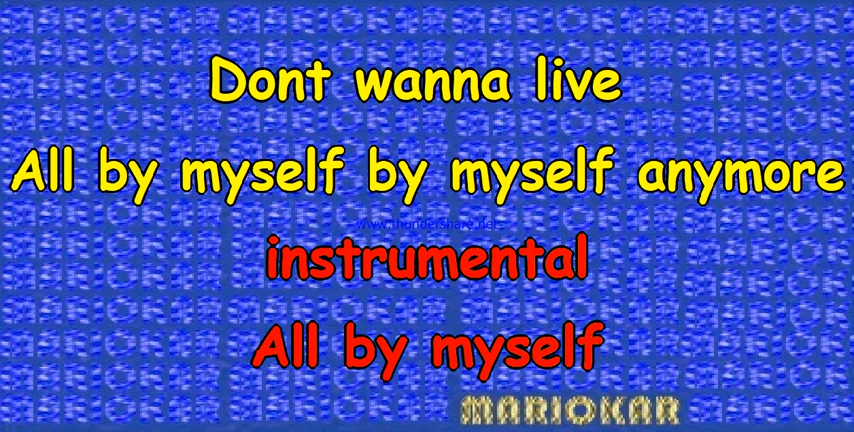 Dont wanna live
All by myself by myself anymore
www.thundershare.net
instrumental
All by myself
MARIOKAR